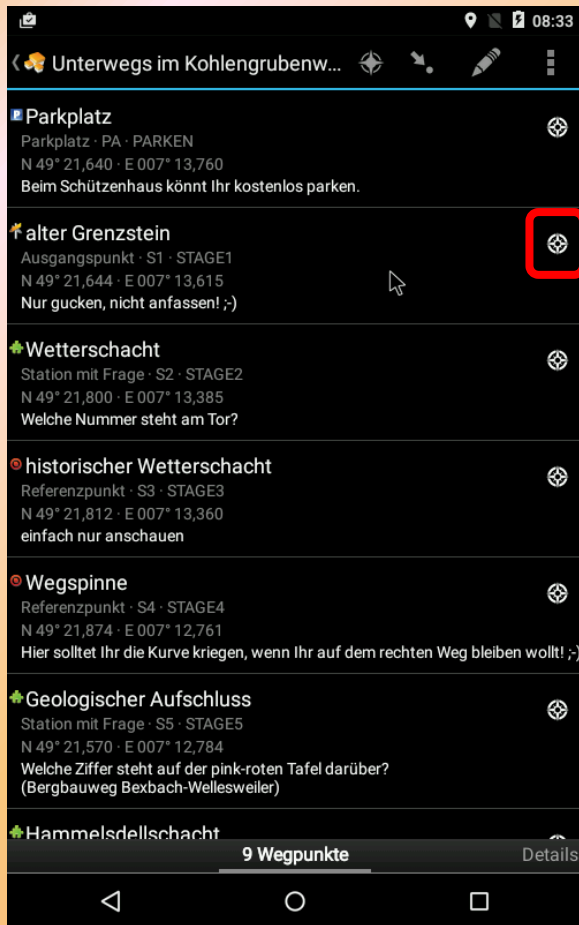 08:33
Unterwegs im Kohlengrubenw...
P Parkplatz
Parkplatz · PA · PARKEN
N 49° 21,640 · E 007° 13,760
Beim Schützenhaus könnt Ihr kostenlos parken.
alter Grenzstein
Ausgangspunkt · S1 · STAGE1
N 49° 21,644 · E 007° 13,615
Nur gucken, nicht anfassen! ;-)
Wetterschacht
Station mit Frage · S2 · STAGE2
N 49° 21,800 · E 007° 13,385
Welche Nummer steht am Tor?
historischer Wetterschacht
Referenzpunkt · S3 · STAGE3
N 49° 21,812 · E 007° 13,360
einfach nur anschauen
Wegspinne
Referenzpunkt · S4 · STAGE4
N 49° 21,874 · E 007° 12,761
Hier solltet Ihr die Kurve kriegen, wenn Ihr auf dem rechten Weg bleiben wollt! ;-)
Geologischer Aufschluss
Station mit Frage · S5 · STAGE5
N 49° 21,570 · E 007° 12,784
Welche Ziffer steht auf der pink-roten Tafel darüber?
(Bergbauweg Bexbach-Wellesweiler)
Hammelsdellschacht
9 Wegpunkte
Details